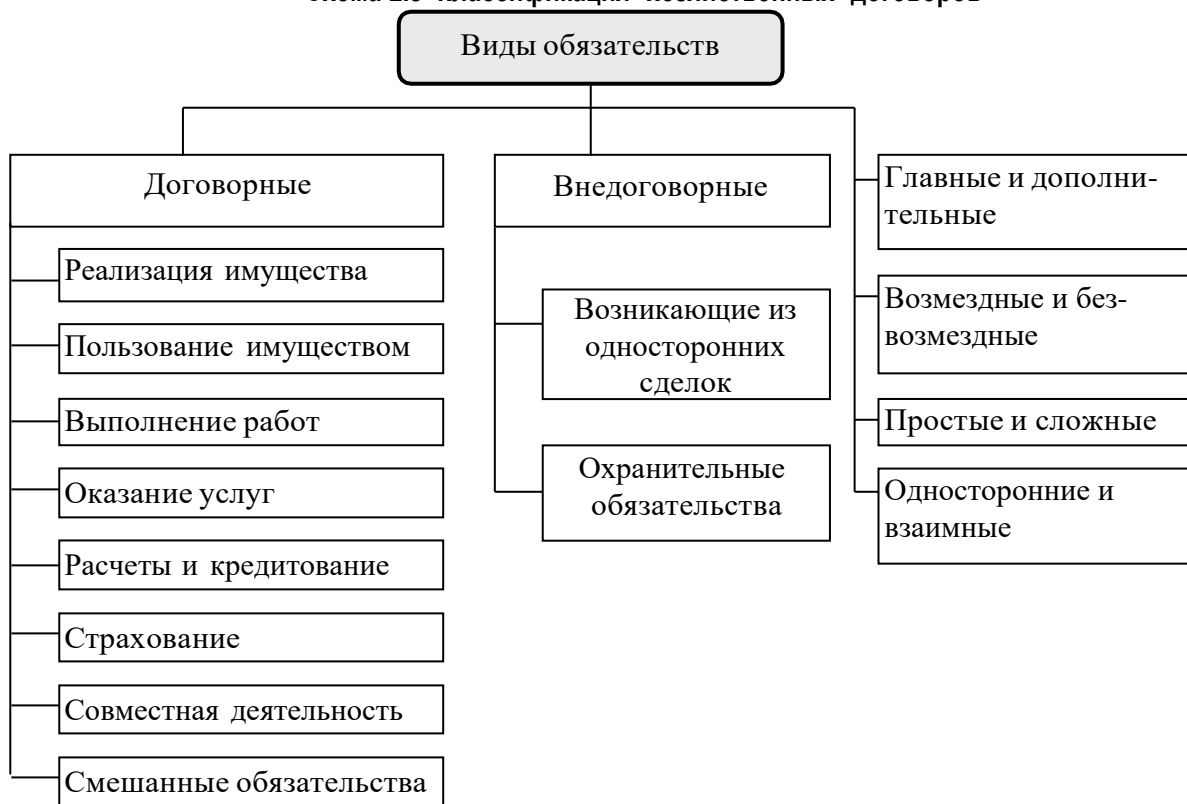 Виды обязательств
Договорные
Реализация имущества
Пользование имуществом
Выполнение работ
Оказание услуг
Расчеты и кредитование
Страхование
Совместная деятельность
Смешанные обязательства
Внедоговорные
Возникающие из
односторонних
сделок
Охранительные
обязательства
Главные и дополни-
тельные
Возмездные и без-
возмездные
Простые и сложные
Односторонние и
взаимные